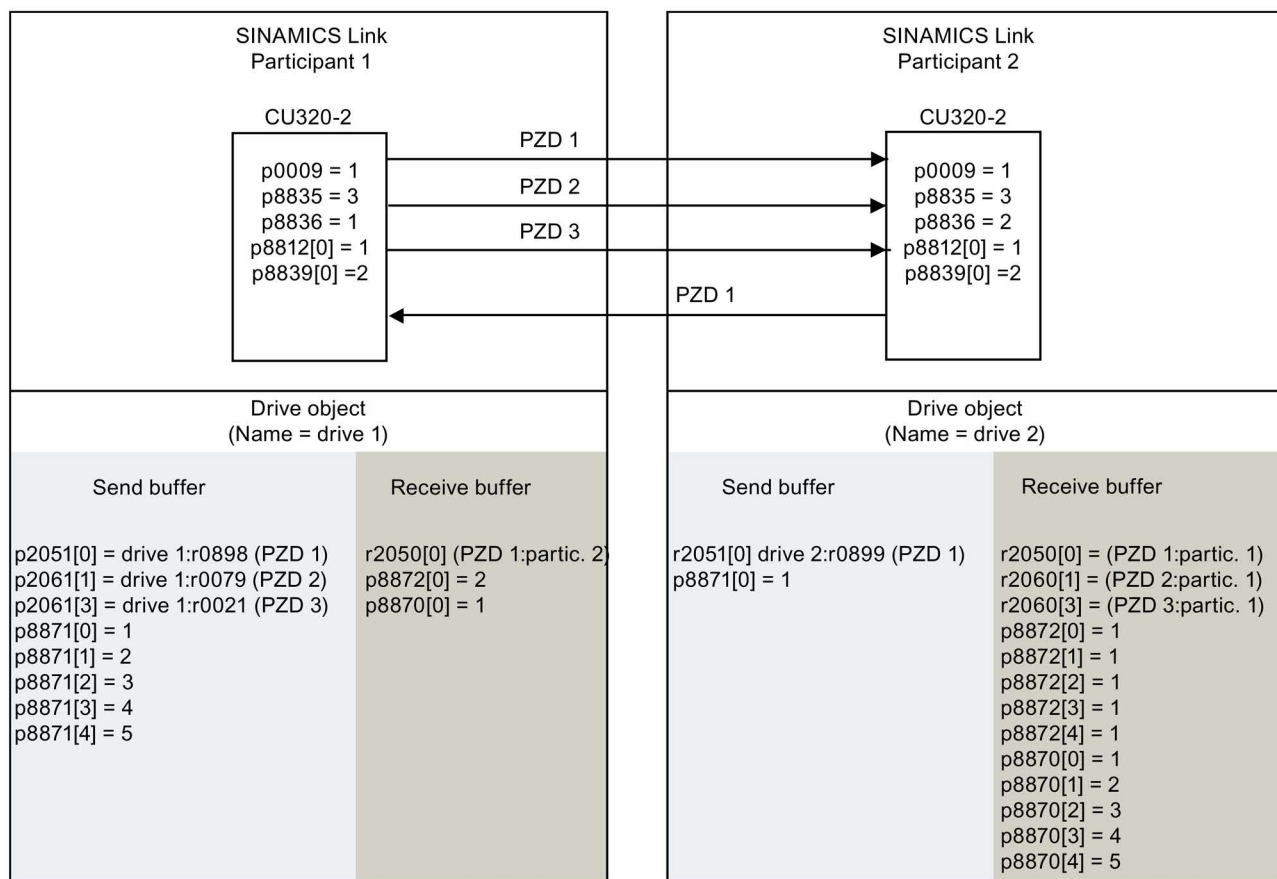 SINAMICS Link
Participant 1
CU320-2
p0009 = 1
p8835 = 3
p8836 = 1
p8812[0] = 1
p8839[0] =2
PZD 1
PZD 2
PZD 3
PZD 1
SINAMICS Link
Participant 2
CU320-2
p0009 = 1
p8835 = 3
p8836 = 2
p8812[0] = 1
p8839[0] =2
Drive object
(Name = drive 1)
Send buffer
p2051[0] = drive 1:r0898 (PZD 1)
p2061[1] = drive 1:r0079 (PZD 2)
p2061[3] = drive 1:r0021 (PZD 3)
p8871[0] = 1
p8871[1] = 2
p8871[2] = 3
p8871[3] = 4
p8871[4] = 5
Receive buffer
r2050[0] (PZD 1:partic. 2)
p8872[0] = 2
p8870[0] = 1
Drive object
(Name = drive 2)
Send buffer
r2051[0] drive 2:r0899 (PZD 1)
p8871[0] = 1
Receive buffer
r2050[0] = (PZD 1:partic. 1)
r2060[1] = (PZD 2:partic. 1)
r2060[3] = (PZD 3:partic. 1)
p8872[0] = 1
p8872[1] = 1
p8872[2] = 1
p8872[3] = 1
p8872[4] = 1
p8870[0] = 1
p8870[1] = 2
p8870[2] = 3
p8870[3] = 4
p8870[4] = 5